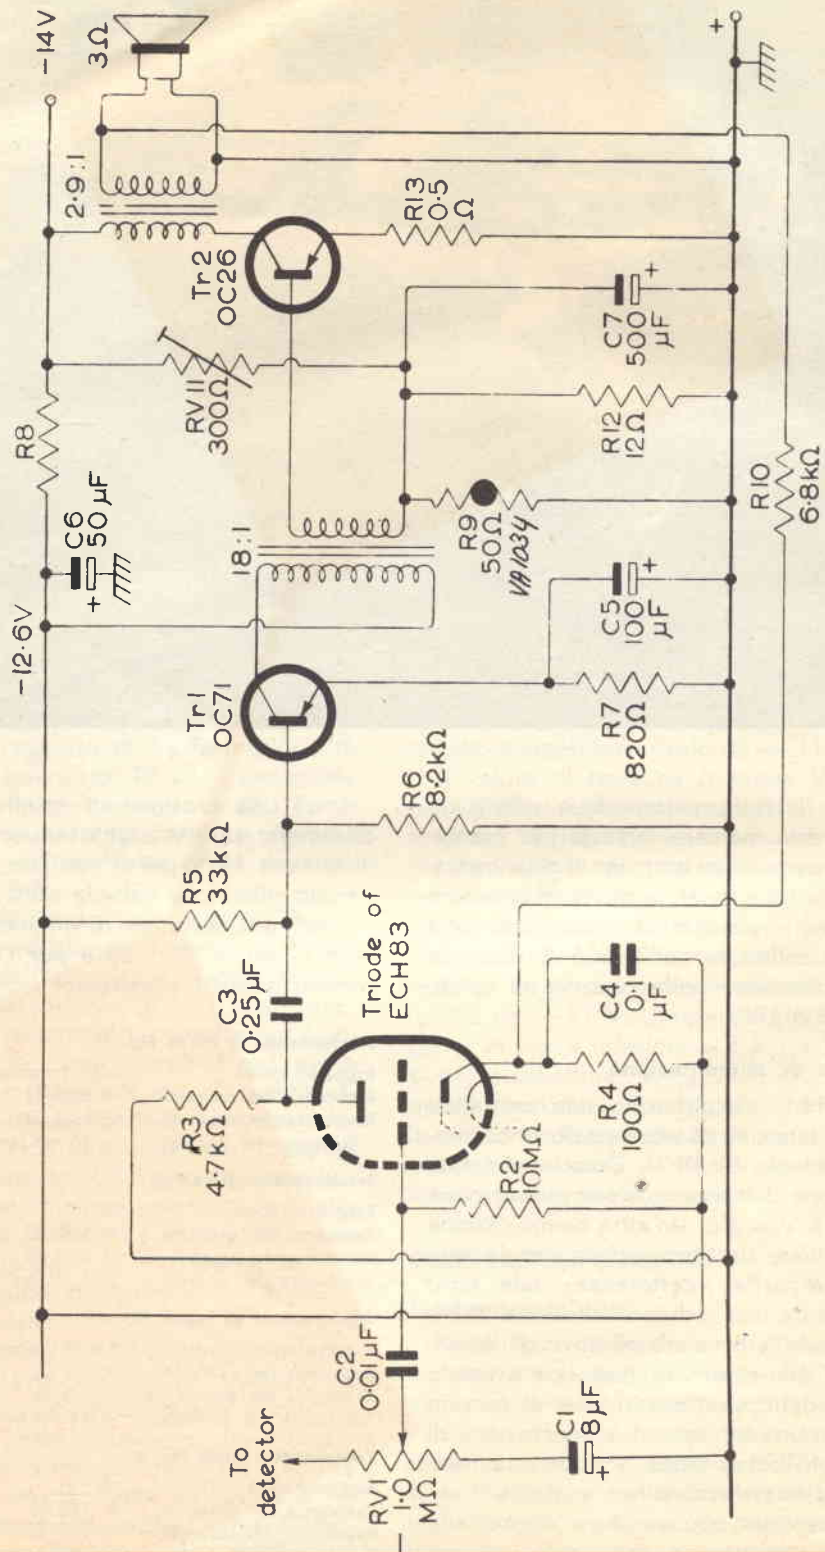 To
detector
RV1
1·0
MΩ
C1
8μF
+
C2
0·01μF
R3
4·7kΩ
R2
10MΩ
Triode of
ECH83
R4
100Ω
C4
0·1
μF
C3
0·25μF
R5
33kΩ
R6
8·2kΩ
Tr1
OC71
R7
820Ω
C5
100
μF
+
-12·6V
C6
50μF
+
18:1
R9
50Ω
VA1034
R8
RV11
300Ω
R12
12Ω
C7
500
μF
+
R10
6·8kΩ
Tr2
OC26
R13
0·5
Ω
2·9:1
-14V
3Ω
+